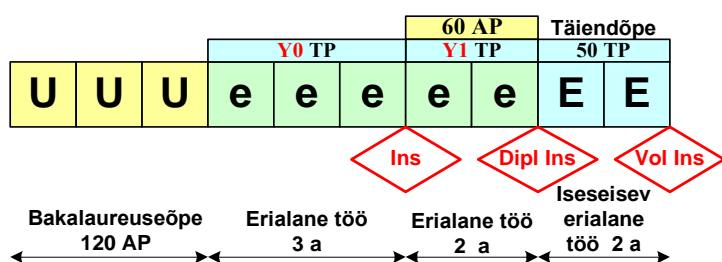 60 AP Täiendõpe
Y0 TP Y1 TP 50 TP
U U U e e e e e E E
Ins Dipl Ins Vol Ins
Bakalaureuseõpe
120 AP
Erialane töö
3 a
Erialane töö
2 a
Iseseisev
erialane
töö 2 a